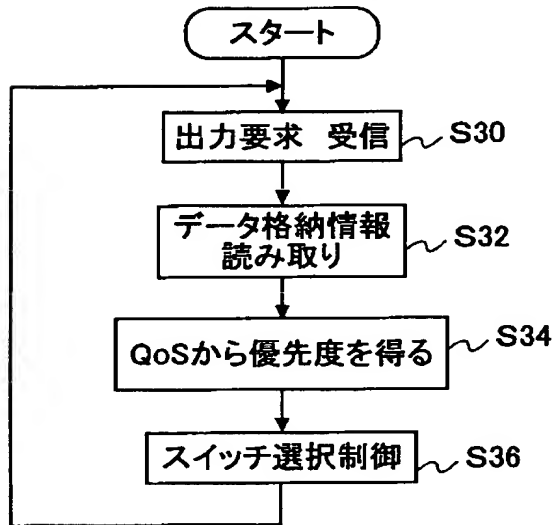 スタート
出力要求 受信
S30
データ格納情報
読み取り
S32
QoSから優先度を得る
S34
スイッチ選択制御
S36